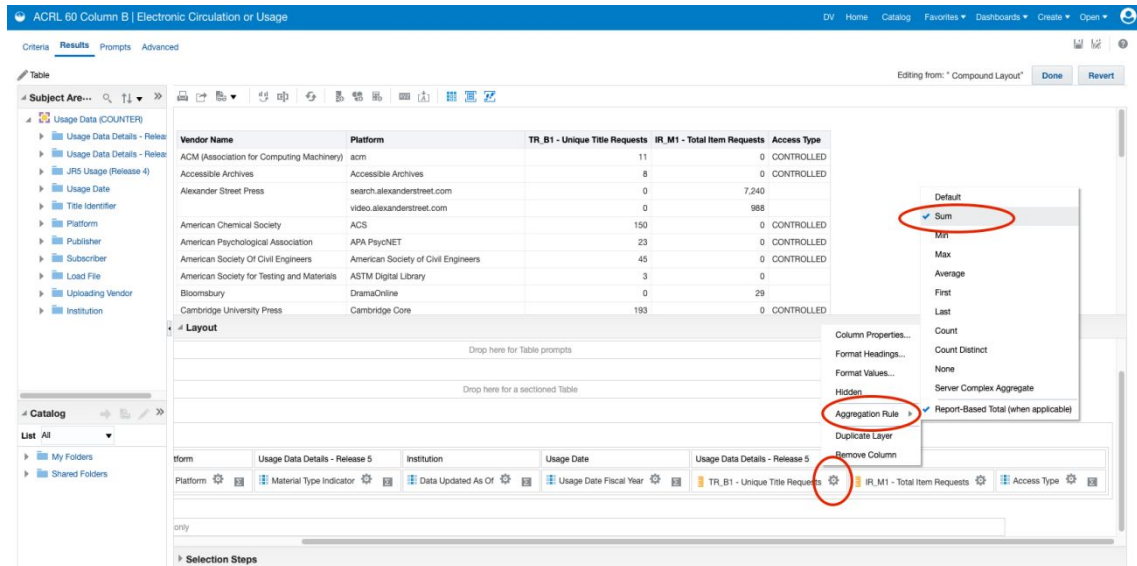 ACRL 60 Column B | Electronic Circulation or Usage
DV Home Catalog Favorites Dashboards Create Open
Criteria Results Prompts Advanced
Table
Editing from: " Compound Layout" Done Revert
Subject Are...
Usage Data (COUNTER)
Usage Data Details - Releas
Usage Data Details - Releas
JR5 Usage (Release 4)
Usage Date
Title Identifier
Platform
Publisher
Subscriber
Load File
Uploading Vendor
Institution
Vendor Name Platform TR_B1 - Unique Title Requests IR_M1 - Total Item Requests Access Type
ACM (Association for Computing Machinery) acm 11 0 CONTROLLED
Accessible Archives Accessible Archives 8 0 CONTROLLED
Alexander Street Press search.alexanderstreet.com 0 7,240
video.alexanderstreet.com 0 988
American Chemical Society ACS 150 0 CONTROLLED
American Psychological Association APA PsycNET 23 0 CONTROLLED
American Society Of Civil Engineers American Society of Civil Engineers 45 0 CONTROLLED
American Society for Testing and Materials ASTM Digital Library 3 0
Bloomsbury DramaOnline 0 29
Cambridge University Press Cambridge Core 193 0 CONTROLLED
Default
Sum
Min
Max
Average
First
Last
Count
Count Distinct
None
Server Complex Aggregate
Report-Based Total (when applicable)
Layout
Drop here for Table prompts
Drop here for a sectioned Table
Column Properties...
Format Headings...
Format Values...
Hidden
Aggregation Rule
Duplicate Layer
Remove Column
Catalog
List All
My Folders
Shared Folders
tform Usage Data Details - Release 5 Institution Usage Date Usage Data Details - Release 5
Platform Material Type Indicator Data Updated As Of Usage Date Fiscal Year TR_B1 - Unique Title Requests IR_M1 - Total Item Requests Access Type
only
Selection Steps